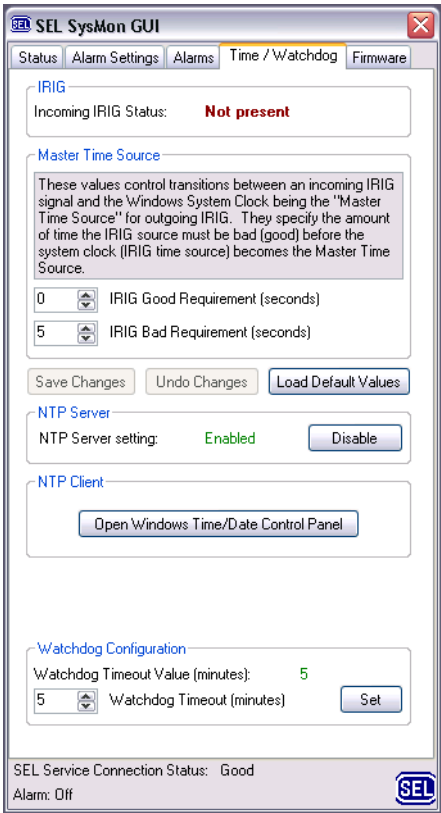 SEL SEL SysMon GUI
Status Alarm Settings Alarms Time / Watchdog Firmware
IRIG
Incoming IRIG Status: Not present
Master Time Source
These values control transitions between an incoming IRIG
signal and the Windows System Clock being the "Master
Time Source" for outgoing IRIG. They specify the amount
of time the IRIG source must be bad (good) before the
system clock (IRIG time source) becomes the Master Time
Source.
0 IRIG Good Requirement (seconds)
5 IRIG Bad Requirement (seconds)
Save Changes Undo Changes Load Default Values
NTP Server
NTP Server setting: Enabled Disable
NTP Client
Open Windows Time/Date Control Panel
Watchdog Configuration
Watchdog Timeout Value (minutes): 5
5 Watchdog Timeout (minutes) Set
SEL Service Connection Status: Good
Alarm: Off
SEL